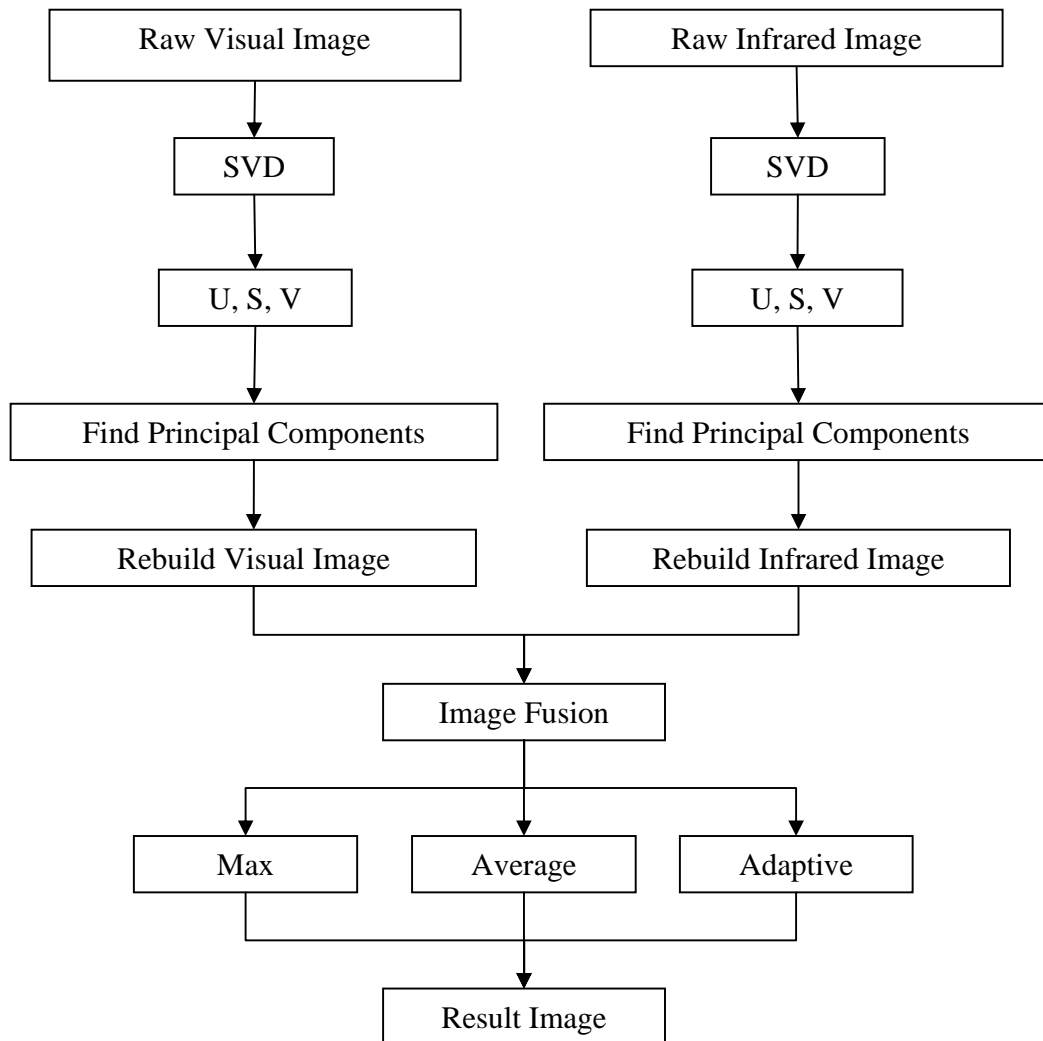 Raw Visual Image
Raw Infrared Image
SVD
SVD
U, S, V
U, S, V
Find Principal Components
Find Principal Components
Rebuild Visual Image
Rebuild Infrared Image
Image Fusion
Max
Average
Adaptive
Result Image